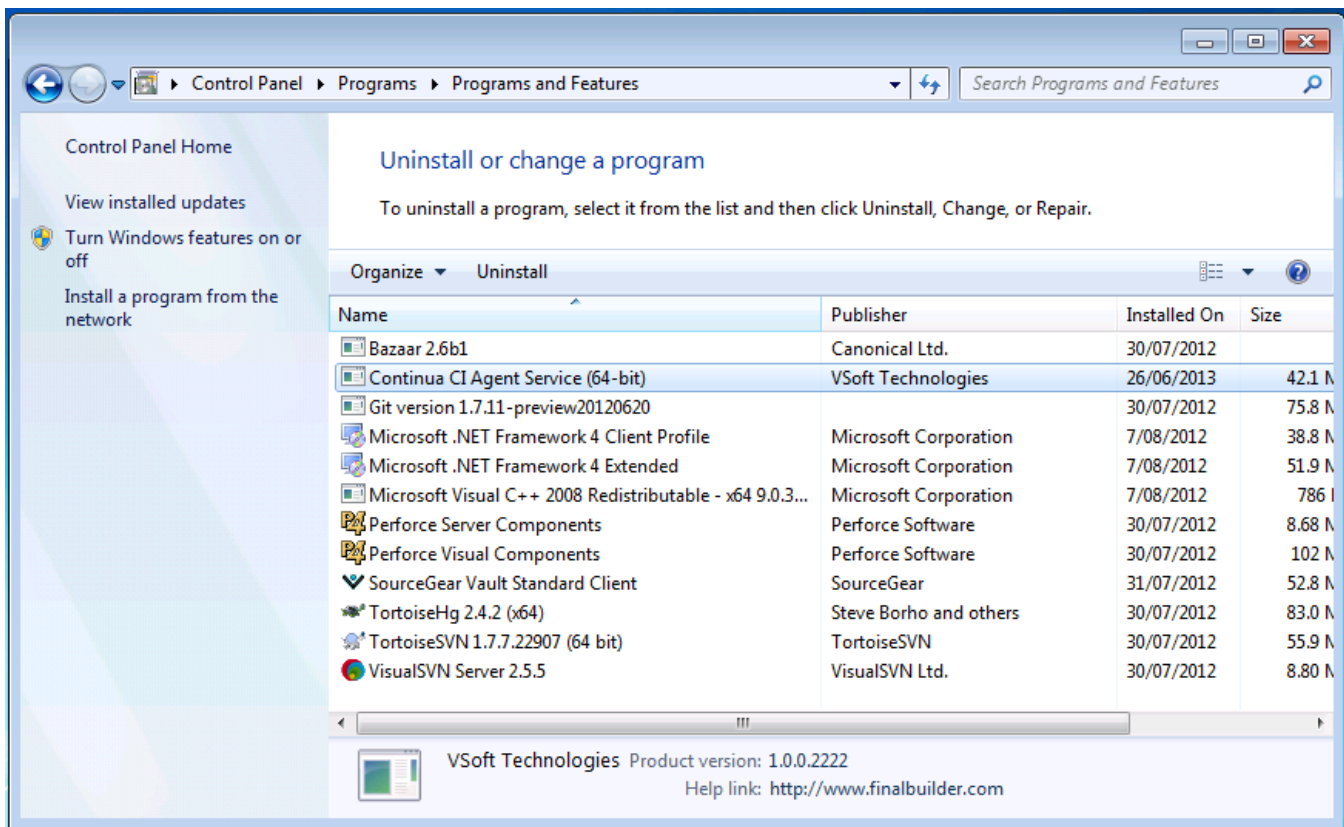 Control Panel Programs Programs and Features
Search Programs and Features
Control Panel Home
View installed updates
Turn Windows features on or
off
Install a program from the
network
Uninstall or change a program
To uninstall a program, select it from the list and then click Uninstall, Change, or Repair.
Organize Uninstall
Name Publisher Installed On Size
Bazaar 2.6b1 Canonical Ltd. 30/07/2012
Continua CI Agent Service (64-bit) VSoft Technologies 26/06/2013 42.1
Git version 1.7.11-preview20120620 30/07/2012 75.8
Microsoft .NET Framework 4 Client Profile Microsoft Corporation 7/08/2012 38.8
Microsoft .NET Framework 4 Extended Microsoft Corporation 7/08/2012 51.9
Microsoft Visual C++ 2008 Redistributable - x64 9.0.3... Microsoft Corporation 7/08/2012 786
Perforce Server Components Perforce Software 30/07/2012 8.68
Perforce Visual Components Perforce Software 30/07/2012 102
SourceGear Vault Standard Client SourceGear 31/07/2012 52.8
TortoiseHg 2.4.2 (x64) Steve Borho and others 30/07/2012 83.0
TortoiseSVN 1.7.7.22907 (64 bit) TortoiseSVN 30/07/2012 55.9
VisualSVN Server 2.5.5 VisualSVN Ltd. 30/07/2012 8.80
VSoft Technologies Product version: 1.0.0.2222
Help link: http://www.finalbuilder.com